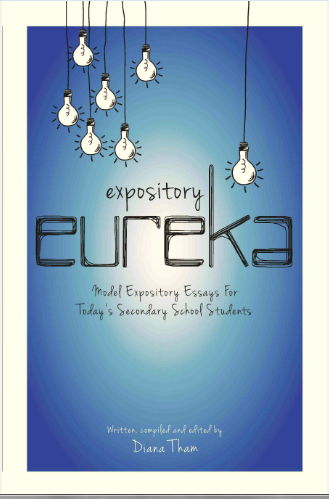 expository
eureka
Model Expository Essays For
Today's Secondary School Students
Written, compiled and edited by
Diana Tham